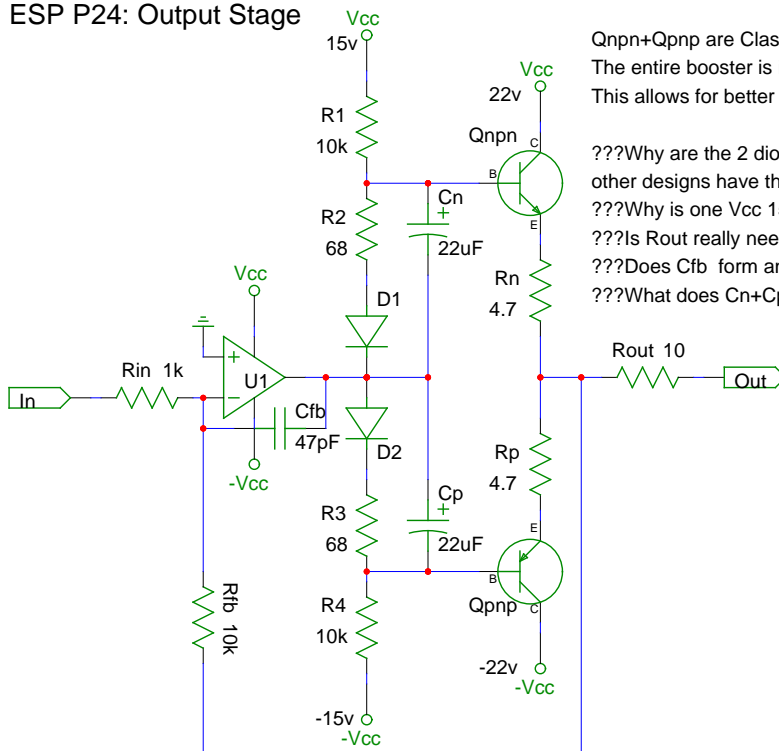 ESP P24: Output Stage
Vcc
15v
R1
10k
R2
68
D1
Cn
+
22uF
Vcc
22v
Qnpn
B
C
E
Rn
4.7
Qnpn+Qpnp are Clas
The entire booster is
This allows for better
???Why are the 2 dio
other designs have th
???Why is one Vcc 1
???Is Rout really nee
???Does Cfb form ar
???What does Cn+Cp
Vcc
+
U1
-
-Vcc
In
Rin 1k
Cfb
47pF
Rout 10
Out
D2
R3
68
Cp
+
22uF
Rp
4.7
E
B
C
Qpnp
-22v
-Vcc
R4
10k
-15v
-Vcc
Rfb 10k